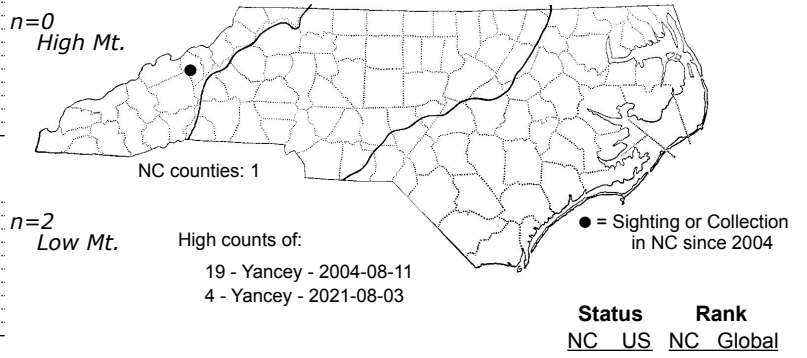 n=0
High Mt.
NC counties: 1
● = Sighting or Collection
in NC since 2004
n=2
Low Mt.
High counts of:
19 - Yancey - 2004-08-11
4 - Yancey - 2021-08-03
Status Rank
NC US NC Global